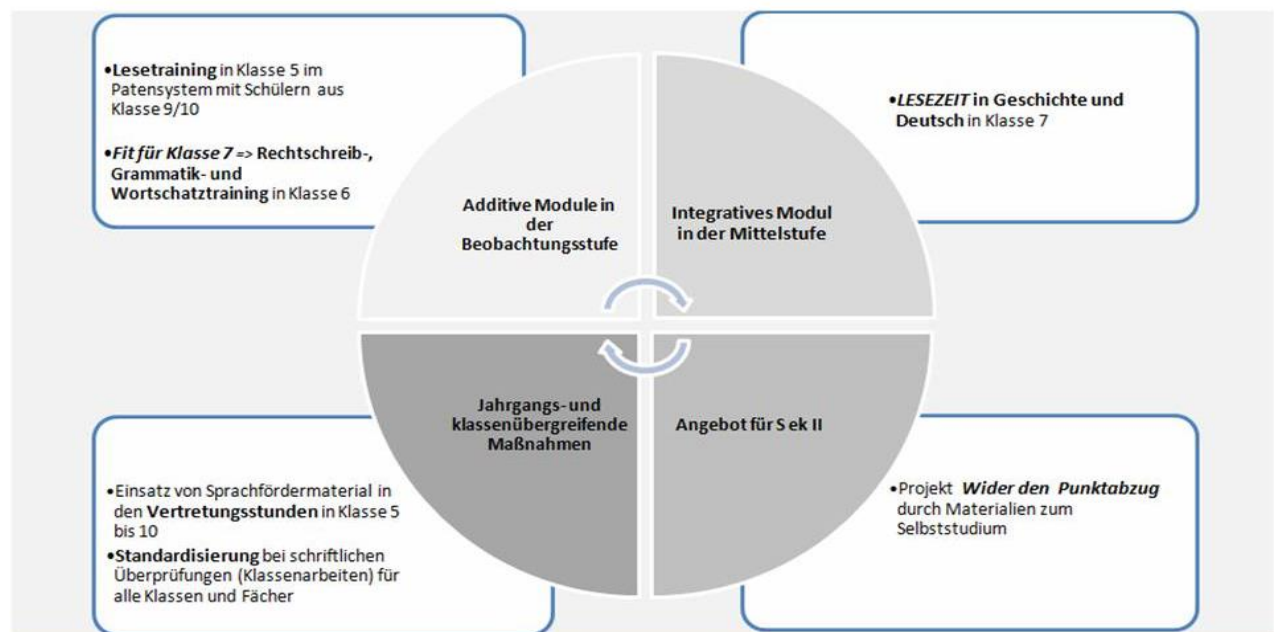 •Lesetraining in Klasse 5 im
Patensystem mit Schülern aus
Klasse 9/10
•Fit für Klasse 7 => Rechtschreib-,
Grammatik- und
Wortschatztraining in Klasse 6
Additive Module in
der
Beobachtungsstufe
•LESEZEIT in Geschichte und
Deutsch in Klasse 7
Integratives Modul
in der Mittelstufe
Jahrgangs- und
klassenübergreifende
Maßnahmen
•Einsatz von Sprachfördermaterial in
den Vertretungsstunden in Klasse 5
bis 10
•Standardisierung bei schriftlichen
Überprüfungen (Klassenarbeiten) für
alle Klassen und Fächer
Angebot für Sek II
•Projekt Wider den Punktabzug
durch Materialien zum
Selbststudium